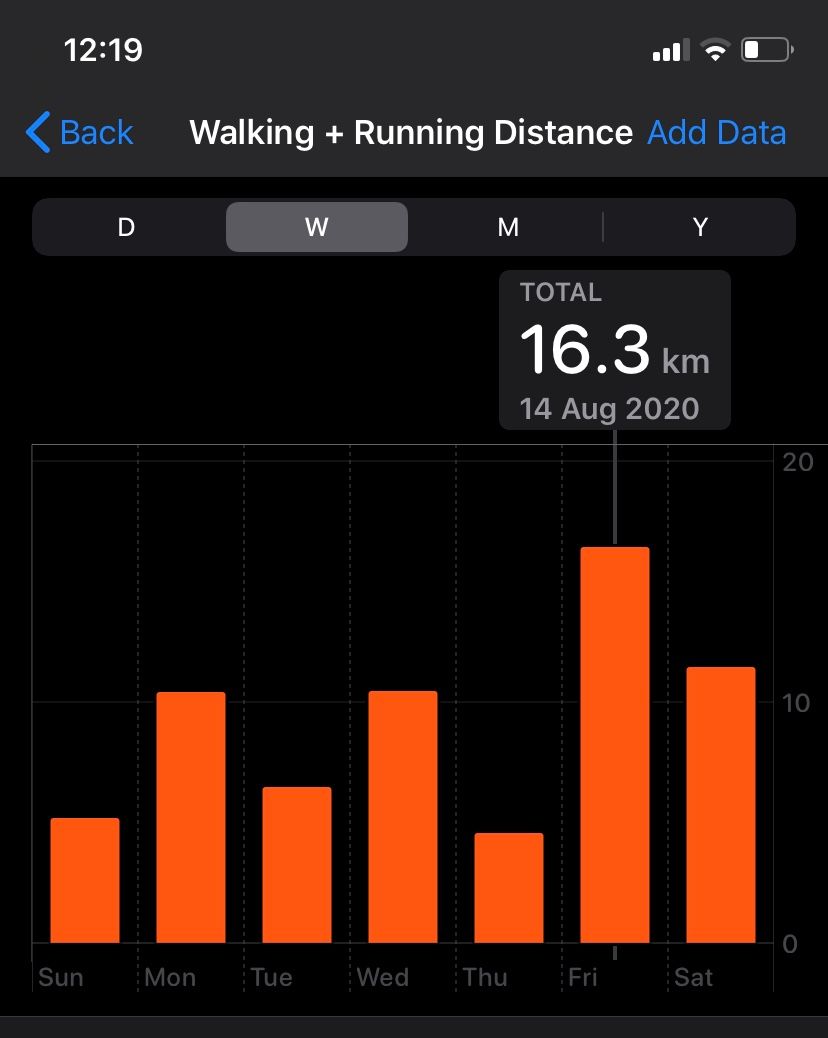 12:19
Back Walking + Running Distance Add Data
D W M Y
TOTAL
16.3 km
14 Aug 2020
20
10
0
Sun Mon Tue Wed Thu Fri Sat